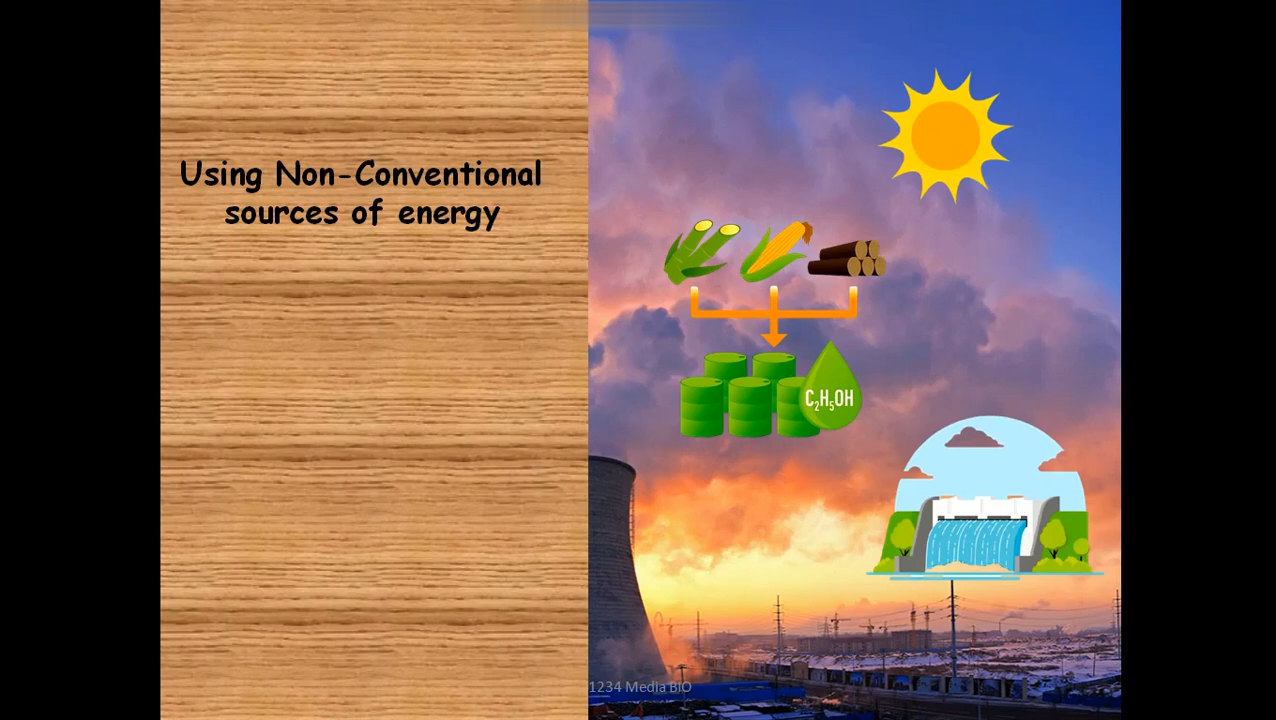 Using Non-Conventional
sources of energy
C₂H₅OH
1234 Media BIO